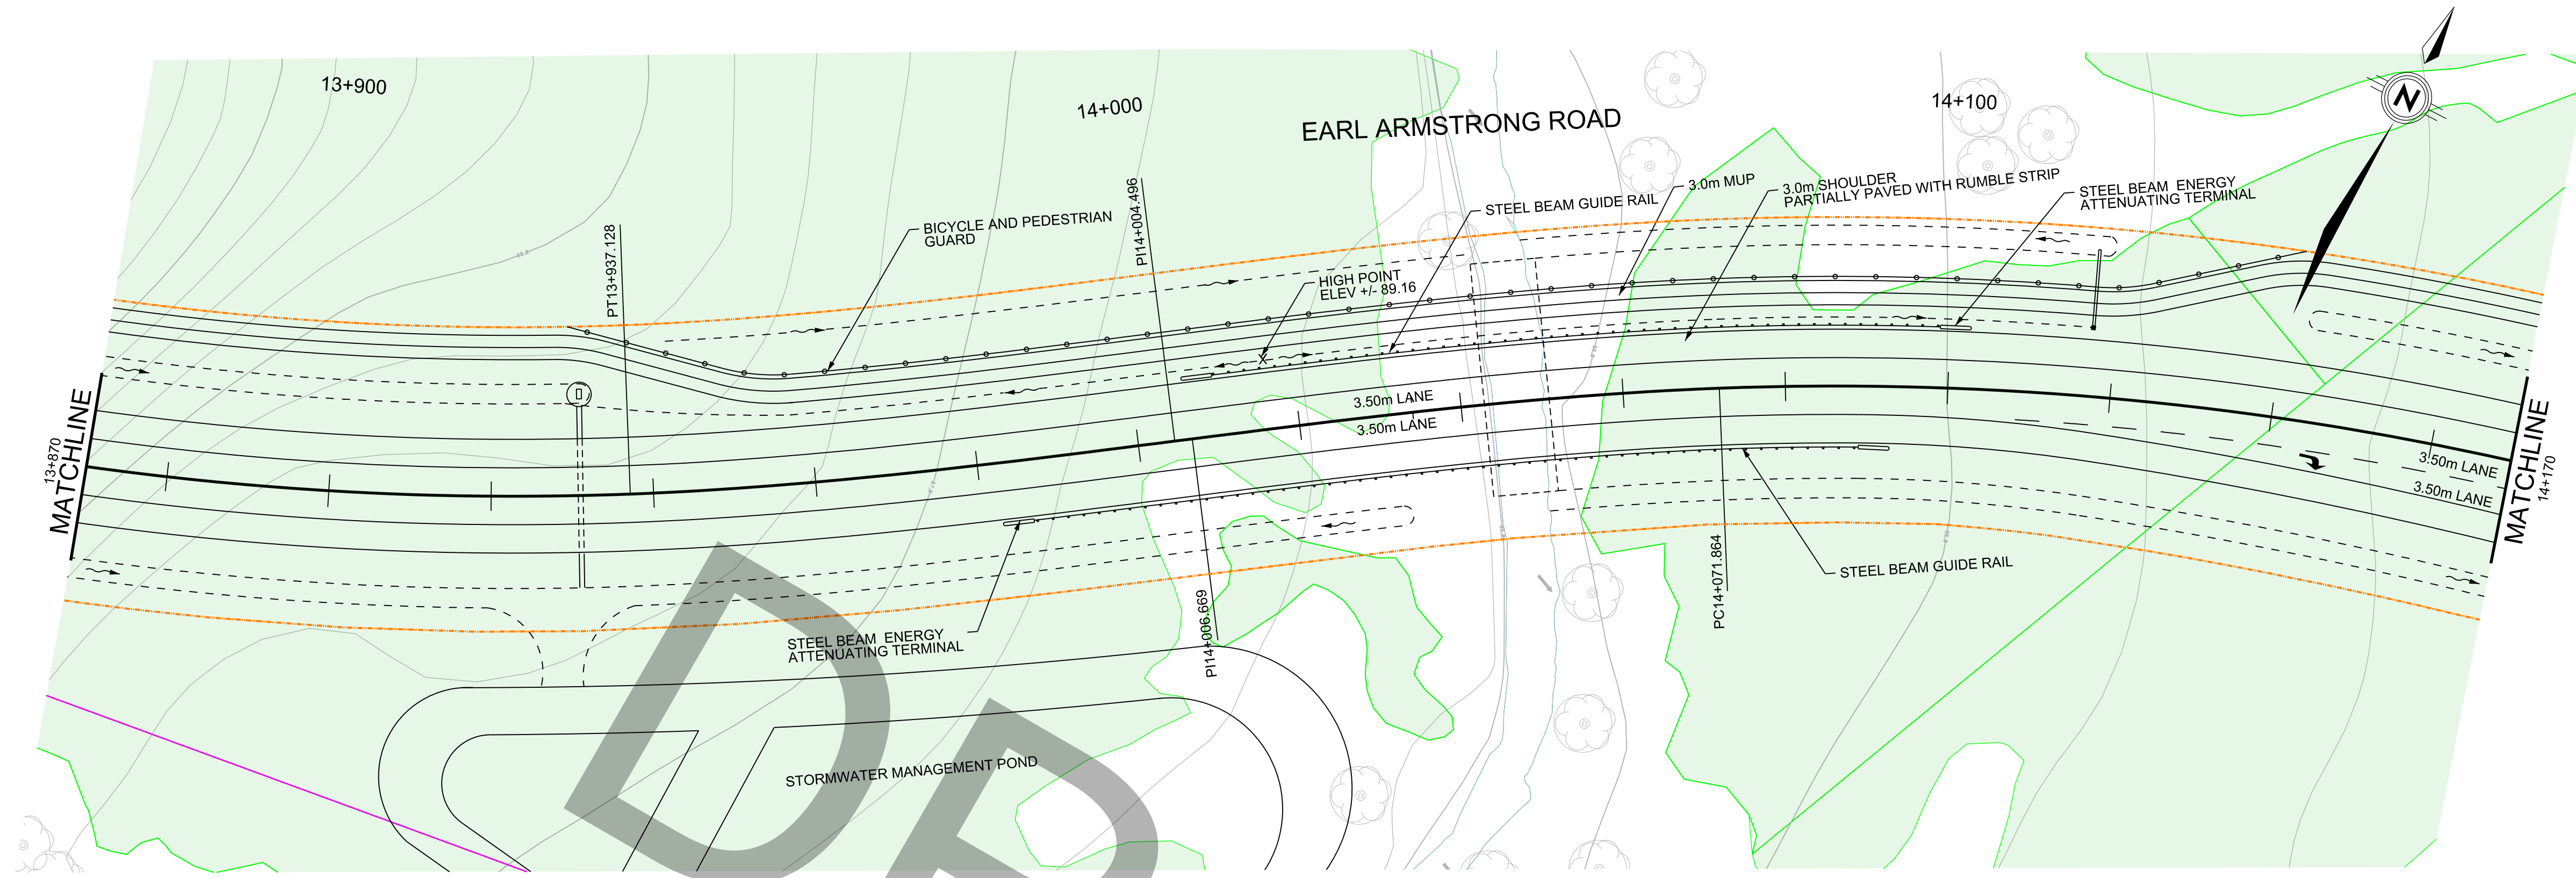 13+900
14+000
14+100
EARL ARMSTRONG ROAD
N
PT13+937.128
BICYCLE AND PEDESTRIAN
GUARD
PI14+004.496
HIGH POINT
ELEV +/- 89.16
STEEL BEAM GUIDE RAIL
3.0m MUP
3.0m SHOULDER
PARTIALLY PAVED WITH RUMBLE STRIP
STEEL BEAM ENERGY
ATTENUATING TERMINAL
13+870
MATCHLINE
3.50m LANE
3.50m LANE
3.50m LANE
3.50m LANE
MATCHLINE
14+170
STEEL BEAM ENERGY
ATTENUATING TERMINAL
PI14+006.669
PC14+071.864
STEEL BEAM GUIDE RAIL
STORMWATER MANAGEMENT POND